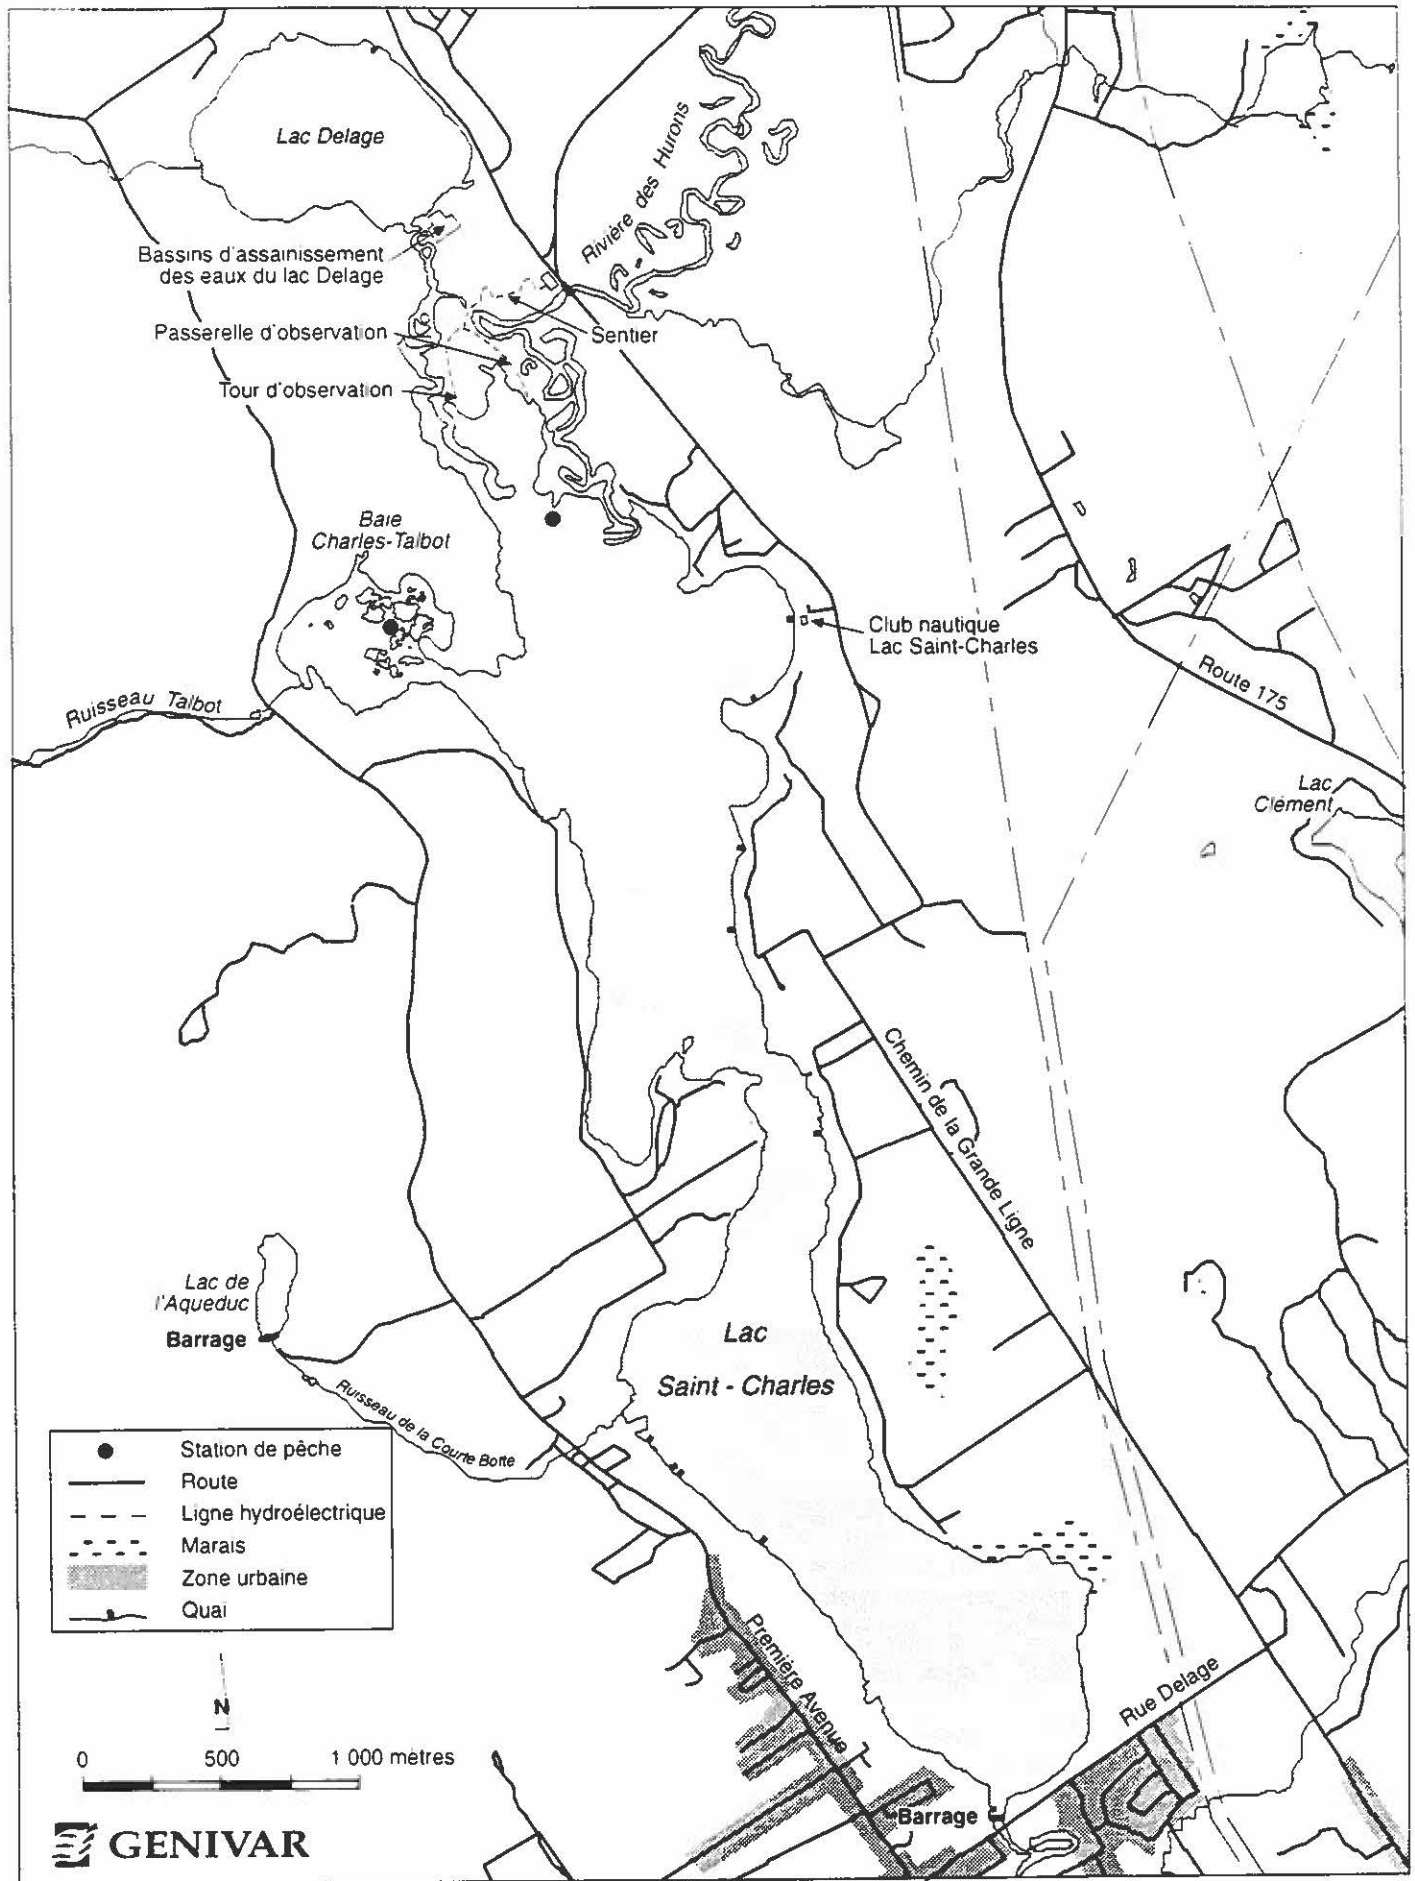 Lac Delage
Rivière des Hurons
Bassins d'assainissement
des eaux du lac Delage
Passerelle d'observation
Sentier
Tour d'observation
Baie
Charles-Talbot
Club nautique
Lac Saint-Charles
Ruisseau Talbot
Route 175
Lac
Clément
Chemin de la Grande Ligne
Lac de
l'Aqueduc
Barrage
Lac
Saint - Charles
Ruisseau de la Courte Botte
Station de pêche
Route
Ligne hydroélectrique
Marais
Zone urbaine
Quai
Première Avenue
Rue Delage
N
0 500 1 000 mètres
Barrage
GENIVAR